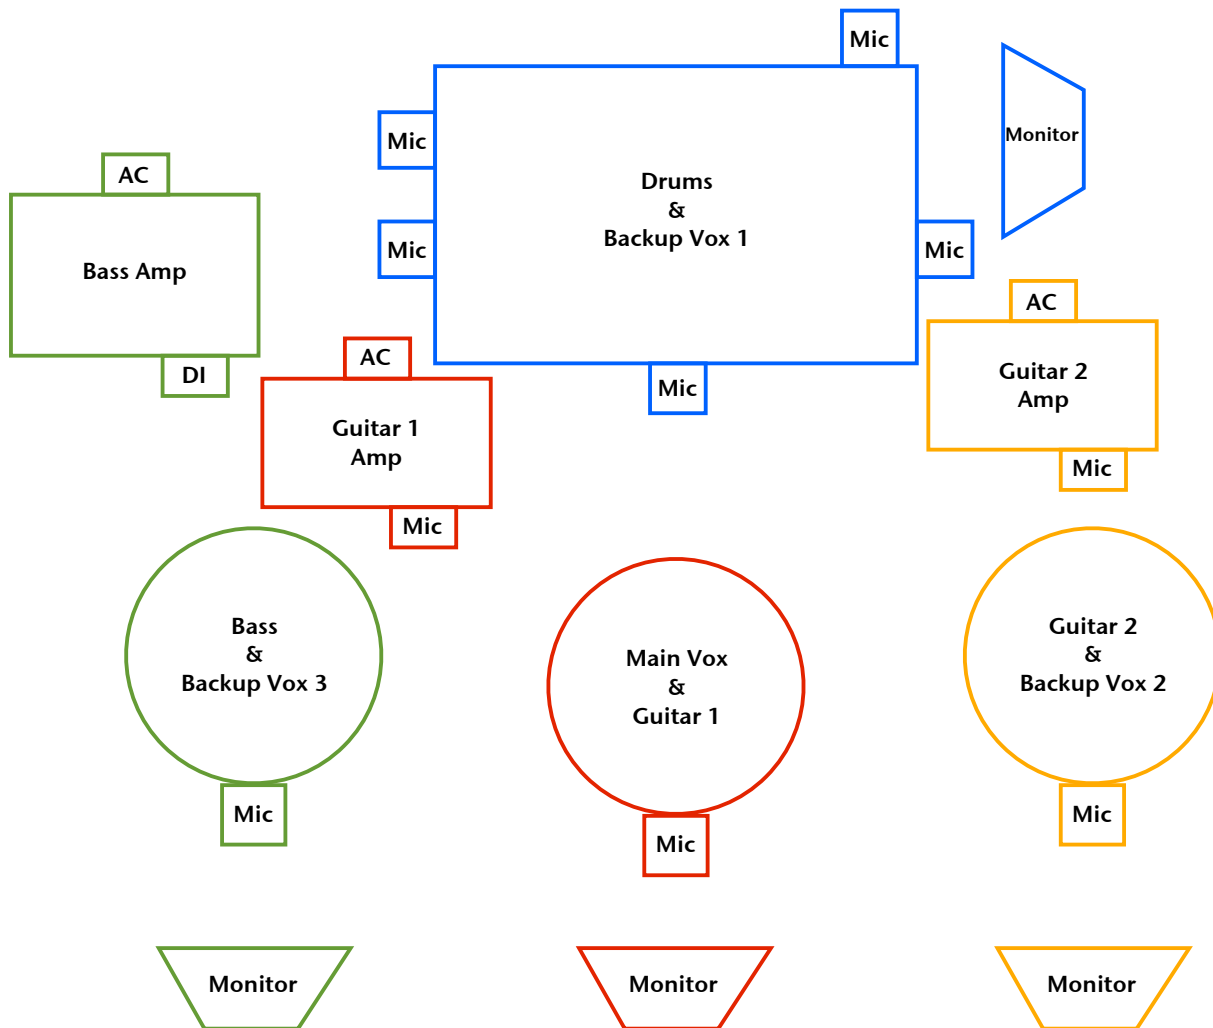 Mic
Monitor
Mic
AC
Drums
&
Backup Vox 1
Mic
Mic
Bass Amp
AC
DI
AC
Guitar 2
Amp
Mic
Guitar 1
Amp
Mic
Mic
Bass
&
Backup Vox 3
Main Vox
&
Guitar 1
Guitar 2
&
Backup Vox 2
Mic
Mic
Mic
Monitor
Monitor
Monitor